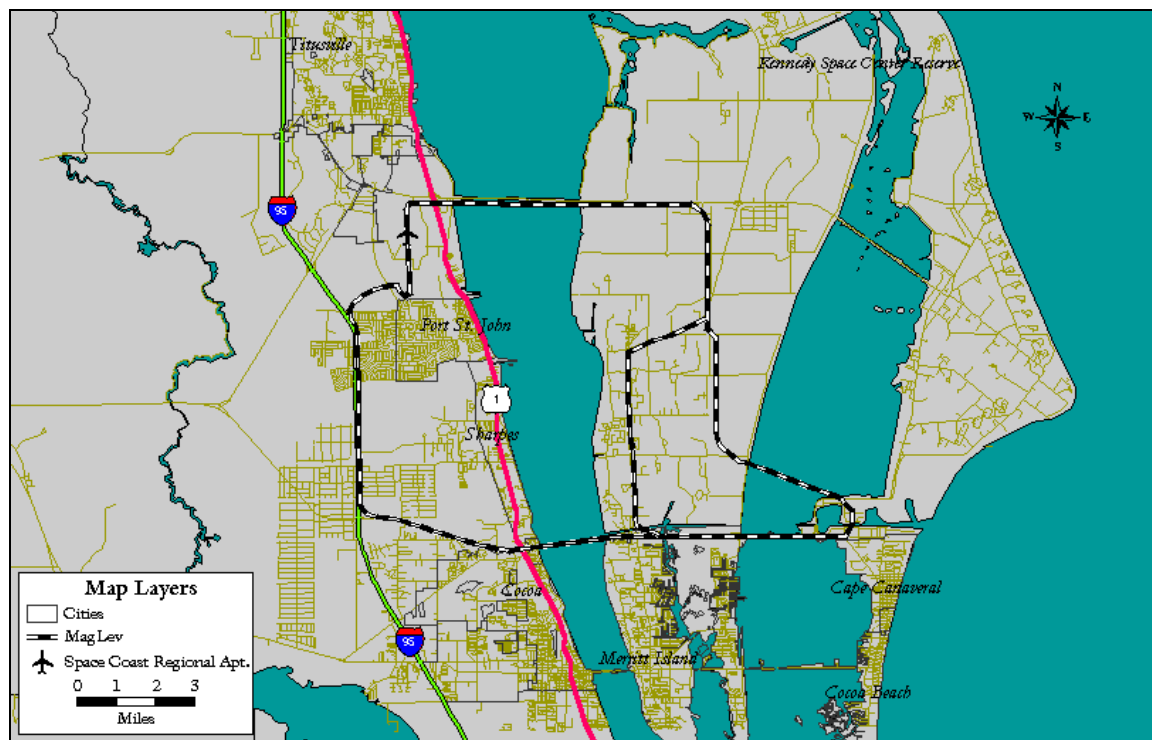 Titusville
Kennedy Space Center Reserve
N
W E
S
95
Port St. John
1
Sharpes
Cocoa
Cape Canaveral
95
Merritt Island
Cocoa Beach
Map Layers
Cities
MagLev
Space Coast Regional Apt.
0 1 2 3
Miles